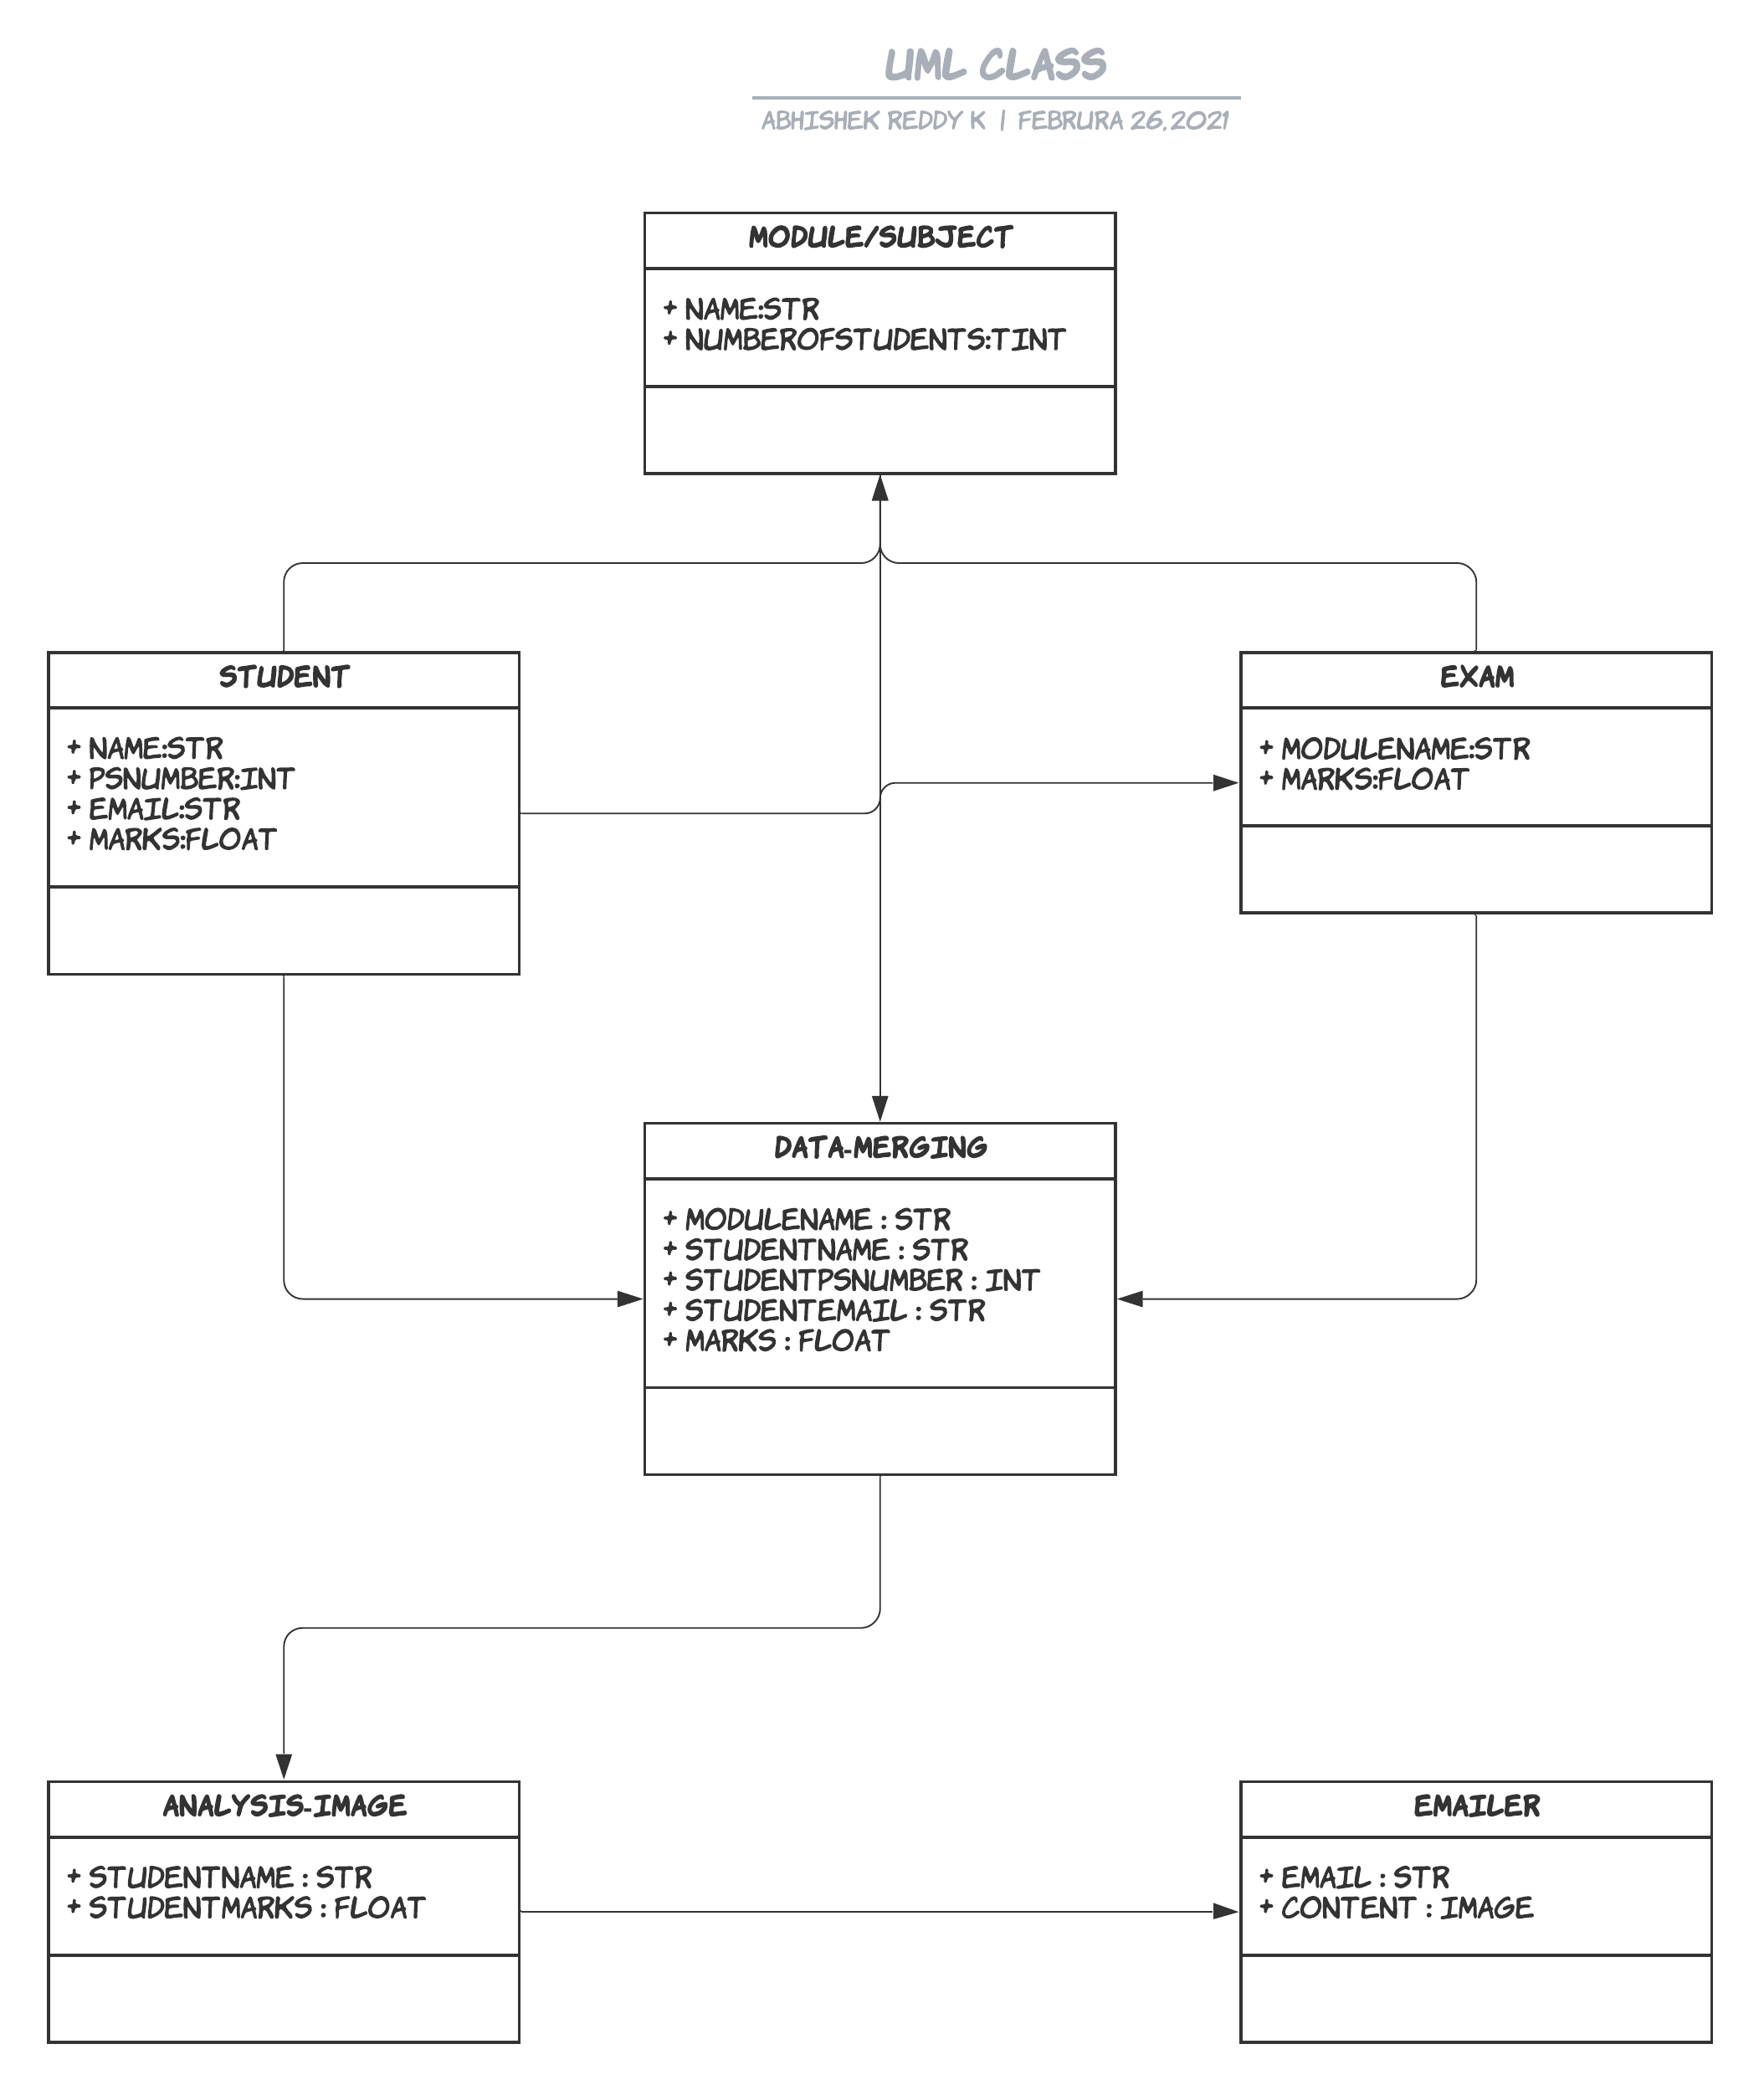 UML CLASS
ABHISHEK REDDY K | FEBRURA 26,2021
MODULE/SUBJECT
+ NAME:STR
+ NUMBEROFSTUDENTS:TINT
STUDENT
+ NAME:STR
+ PSNUMBER:INT
+ EMAIL:STR
+ MARKS:FLOAT
EXAM
+ MODULENAME:STR
+ MARKS:FLOAT
DATA-MERGING
+ MODULENAME : STR
+ STUDENTNAME : STR
+ STUDENTPSNUMBER : INT
+ STUDENTEMAIL : STR
+ MARKS : FLOAT
ANALYSIS-IMAGE
+ STUDENTNAME : STR
+ STUDENTMARKS : FLOAT
EMAILER
+ EMAIL : STR
+ CONTENT : IMAGE